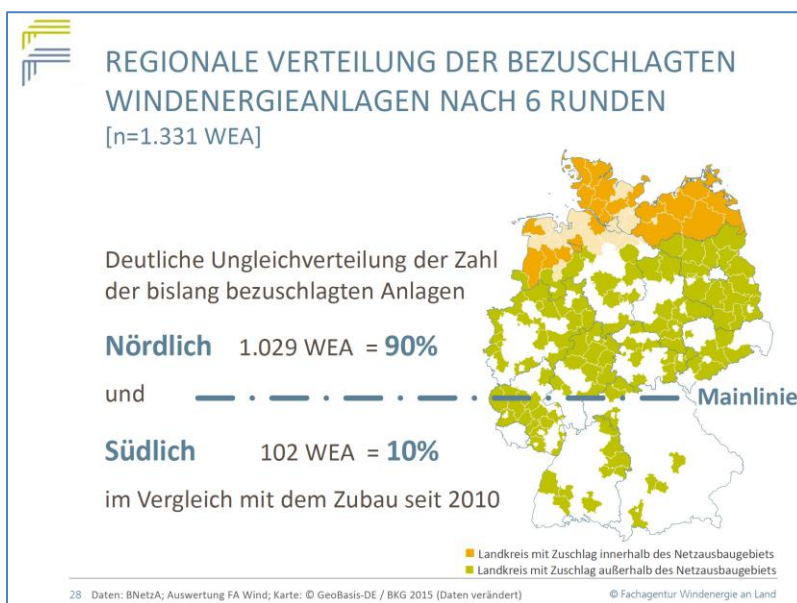 REGIONALE VERTEILUNG DER BEZUSCHLAGTEN
WINDENERGIEANLAGEN NACH 6 RUNDEN
[n=1.331 WEA]
Deutliche Ungleichverteilung der Zahl
der bislang bezuschlagten Anlagen
Nördlich 1.029 WEA = 90%
und
Mainlinie
Südlich 102 WEA = 10%
im Vergleich mit dem Zubau seit 2010
Landkreis mit Zuschlag innerhalb des Netzausbaugebiets
Landkreis mit Zuschlag außerhalb des Netzausbaugebiets
28 Daten: BNetzA; Auswertung FA Wind; Karte: © GeoBasis-DE / BKG 2015 (Daten verändert) © Fachagentur Windenergie an Land